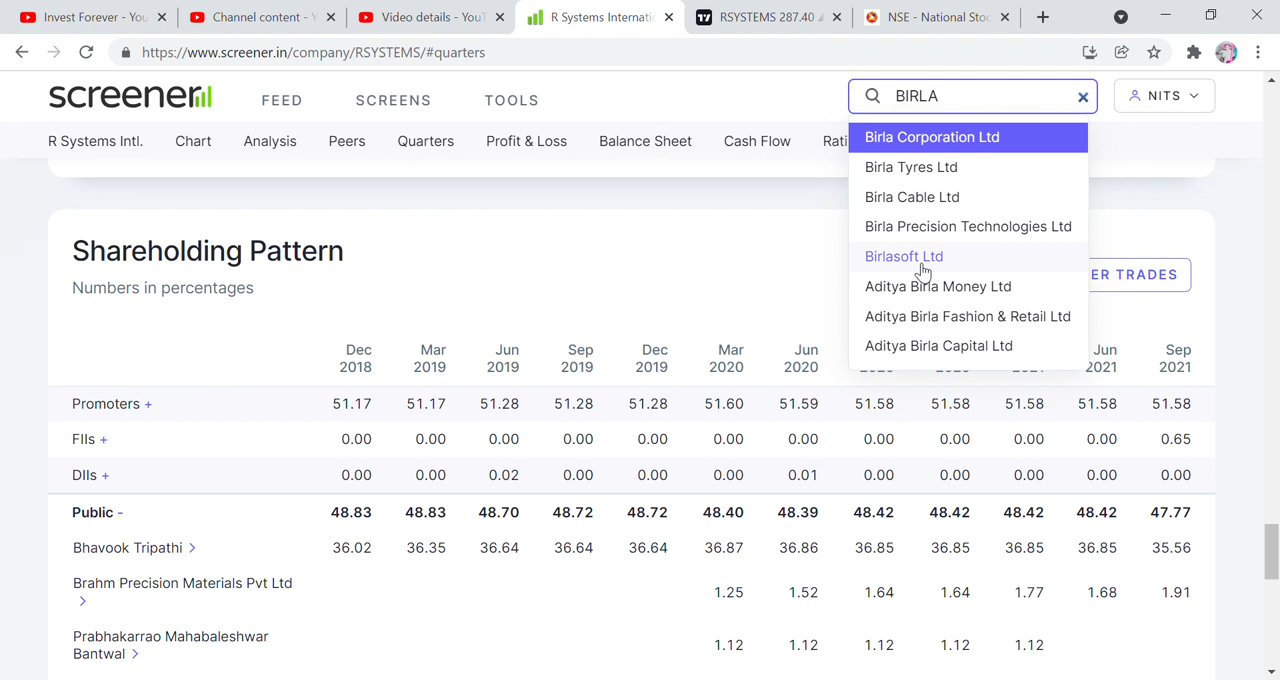 Invest Forever - You
Channel content - Y
Video details - YouT
R Systems Internatio
RSYSTEMS 287.40
NSE - National Stoc
https://www.screener.in/company/RSYSTEMS/#quarters
screener
FEED SCREENS TOOLS
BIRLA
NITS
R Systems Intl. Chart Analysis Peers Quarters Profit & Loss Balance Sheet Cash Flow Rati
Birla Corporation Ltd
Birla Tyres Ltd
Birla Cable Ltd
Birla Precision Technologies Ltd
Birlasoft Ltd
Aditya Birla Money Ltd
Aditya Birla Fashion & Retail Ltd
Aditya Birla Capital Ltd
Shareholding Pattern
Numbers in percentages
ER TRADES
Dec Mar Jun Sep Dec Mar Jun Jun Sep
2018 2019 2019 2019 2019 2020 2020 2021 2021
Promoters + 51.17 51.17 51.28 51.28 51.28 51.60 51.59 51.58 51.58 51.58 51.58 51.58
FIIs + 0.00 0.00 0.00 0.00 0.00 0.00 0.00 0.00 0.00 0.00 0.00 0.65
DIIs + 0.00 0.00 0.02 0.00 0.00 0.00 0.01 0.00 0.00 0.00 0.00 0.00
Public - 48.83 48.83 48.70 48.72 48.72 48.40 48.39 48.42 48.42 48.42 48.42 47.77
Bhavook Tripathi > 36.02 36.35 36.64 36.64 36.64 36.87 36.86 36.85 36.85 36.85 36.85 35.56
Brahm Precision Materials Pvt Ltd
> 1.25 1.52 1.64 1.64 1.77 1.68 1.91
Prabhakarrao Mahabaleshwar
Bantwal > 1.12 1.12 1.12 1.12 1.12